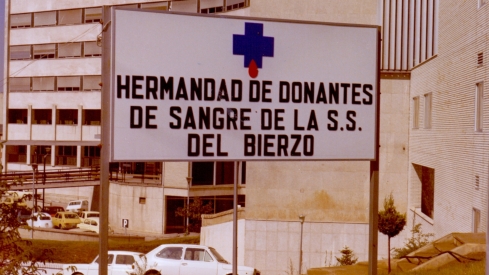 HERMANDAD DE DONANTES
DE SANGRE DE LA S.S.
DEL BIERZO